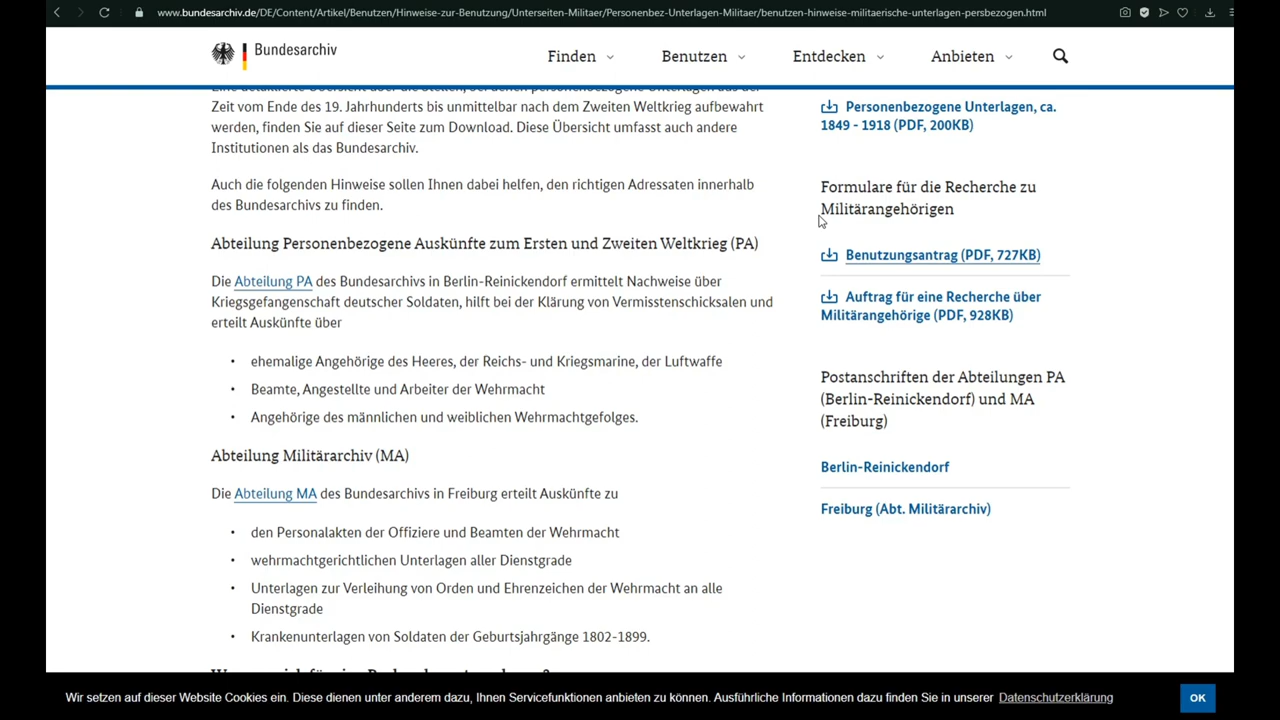 www.bundesarchiv.de/DE/Content/Artikel/Benutzen/Hinweise-zur-Benutzung/Unterseiten-Militaer/Personenbez-Unterlagen-Militaer/benutzen-hinweise-militaerische-unterlagen-persbezogen.html
Bundesarchiv
Finden
Benutzen
Entdecken
Anbieten
Zeit vom Ende des 19. Jahrhunderts bis unmittelbar nach dem Zweiten Weltkrieg aufbewahrt
werden, finden Sie auf dieser Seite zum Download. Diese Übersicht umfasst auch andere
Institutionen als das Bundesarchiv.
Auch die folgenden Hinweise sollen Ihnen dabei helfen, den richtigen Adressaten innerhalb
des Bundesarchivs zu finden.
Abteilung Personenbezogene Auskünfte zum Ersten und Zweiten Weltkrieg (PA)
Die Abteilung PA des Bundesarchivs in Berlin-Reinickendorf ermittelt Nachweise über
Kriegsgefangenschaft deutscher Soldaten, hilft bei der Klärung von Vermisstenschicksalen und
erteilt Auskünfte über
• ehemalige Angehörige des Heeres, der Reichs- und Kriegsmarine, der Luftwaffe
• Beamte, Angestellte und Arbeiter der Wehrmacht
• Angehörige des männlichen und weiblichen Wehrmachtgefolges.
Abteilung Militärarchiv (MA)
Die Abteilung MA des Bundesarchivs in Freiburg erteilt Auskünfte zu
• den Personalakten der Offiziere und Beamten der Wehrmacht
• wehrmachtgerichtlichen Unterlagen aller Dienstgrade
• Unterlagen zur Verleihung von Orden und Ehrenzeichen der Wehrmacht an alle
Dienstgrade
• Krankenunterlagen von Soldaten der Geburtsjahrgänge 1802-1899.
Personenbezogene Unterlagen, ca.
1849 - 1918 (PDF, 200KB)
Formulare für die Recherche zu
Militärangehörigen
Benutzungsantrag (PDF, 727KB)
Auftrag für eine Recherche über
Militärangehörige (PDF, 928KB)
Postanschriften der Abteilungen PA
(Berlin-Reinickendorf) und MA
(Freiburg)
Berlin-Reinickendorf
Freiburg (Abt. Militärarchiv)
Wir setzen auf dieser Website Cookies ein. Diese dienen unter anderem dazu, Ihnen Servicefunktionen anbieten zu können. Ausführliche Informationen dazu finden Sie in unserer Datenschutzerklärung
OK